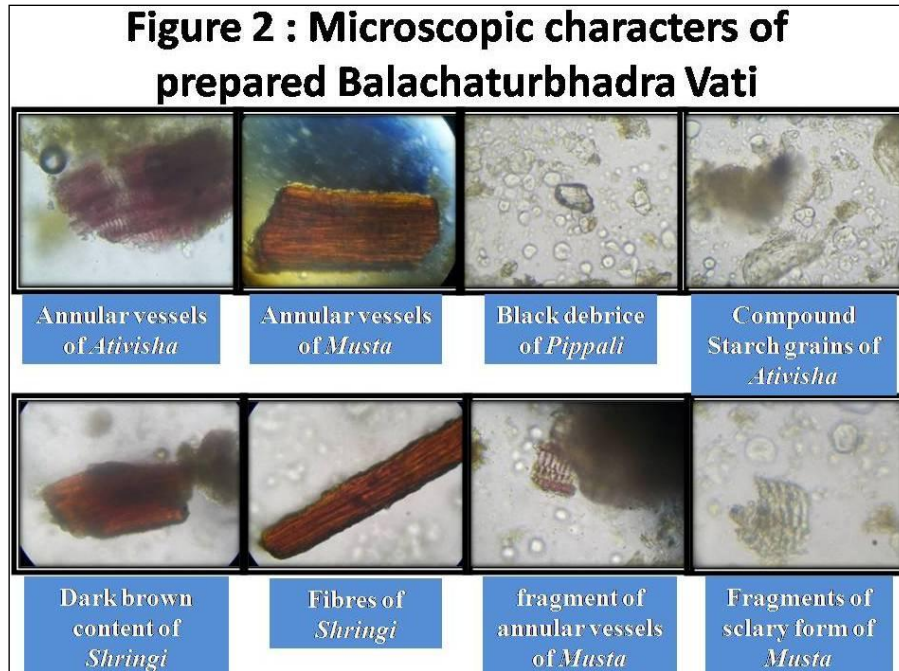 Figure 2 : Microscopic characters of
prepared Balachaturbhadra Vati
Annular vessels
of Ativisha
Annular vessels
of Musta
Black debrice
of Pippali
Compound
Starch grains of
Ativisha
Dark brown
content of
Shringi
Fibres of
Shringi
fragment of
annular vessels
of Musta
Fragments of
sclary form of
Musta